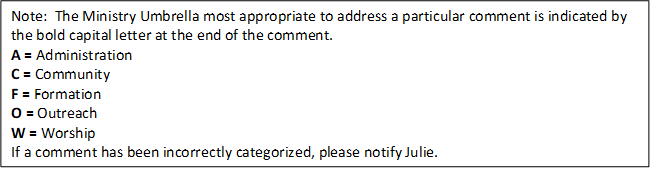 Note:  The Ministry Umbrella most appropriate to address a particular comment is indicated by
the bold capital letter at the end of the comment.
A = Administration
C = Community
F = Formation
O = Outreach
W = Worship
If a comment has been incorrectly categorized, please notify Julie.